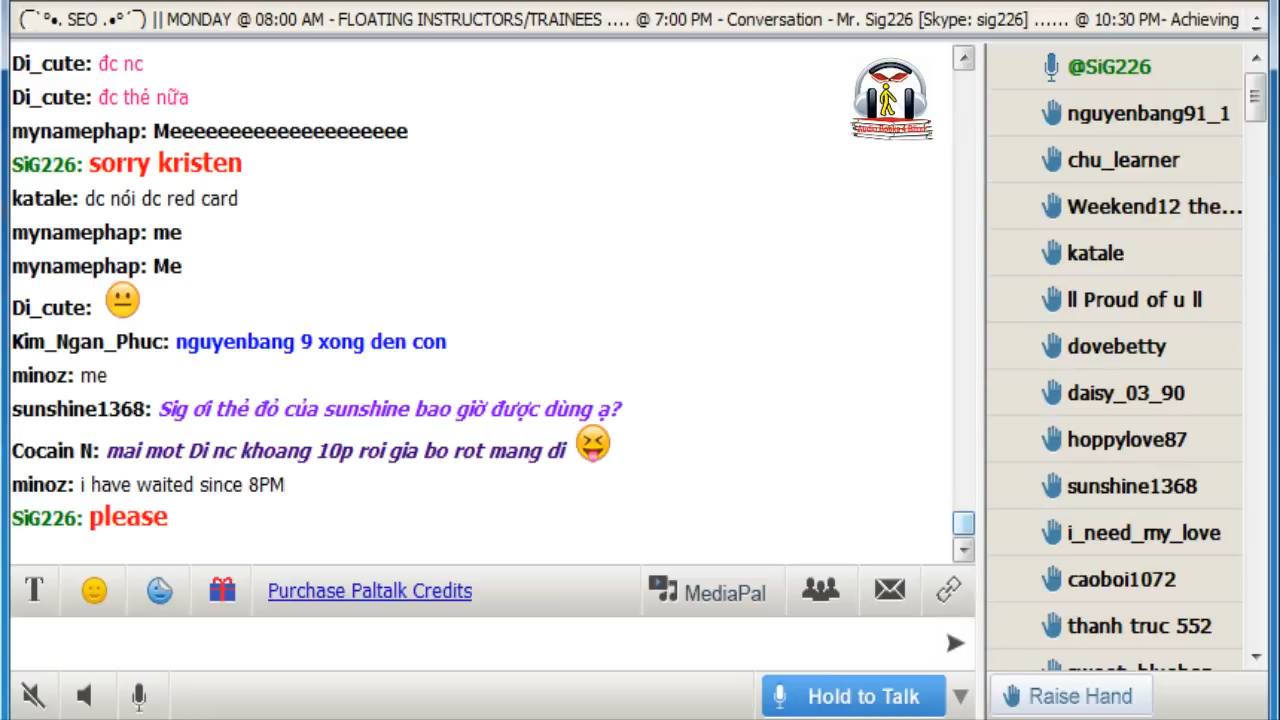 (¯`°•. SEO .•°´¯) || MONDAY @ 08:00 AM - FLOATING INSTRUCTORS/TRAINEES .... @ 7:00 PM - Conversation - Mr. Sig226 [Skype: sig226] ...... @ 10:30 PM- Achieving
Di_cute: đc nc
Di_cute: đc thẻ nữa
mynamephap: Meeeeeeeeeeeeeeeeeeee
SiG226: sorry kristen
katale: dc nói dc red card
mynamephap: me
mynamephap: Me
Di_cute:
Kim_Ngan_Phuc: nguyenbang 9 xong den con
minoz: me
sunshine1368: Sig ơi thẻ đỏ của sunshine bao giờ được dùng ạ?
Cocain N: mai mot Di nc khoang 10p roi gia bo rot mang di
minoz: i have waited since 8PM
SiG226: please
T
Purchase Paltalk Credits
MediaPal
Hold to Talk
@SiG226
nguyenbang91_1
chu_learner
Weekend12 the...
katale
ll Proud of u ll
dovebetty
daisy_03_90
hoppylove87
sunshine1368
i_need_my_love
caoboi1072
thanh truc 552
Raise Hand